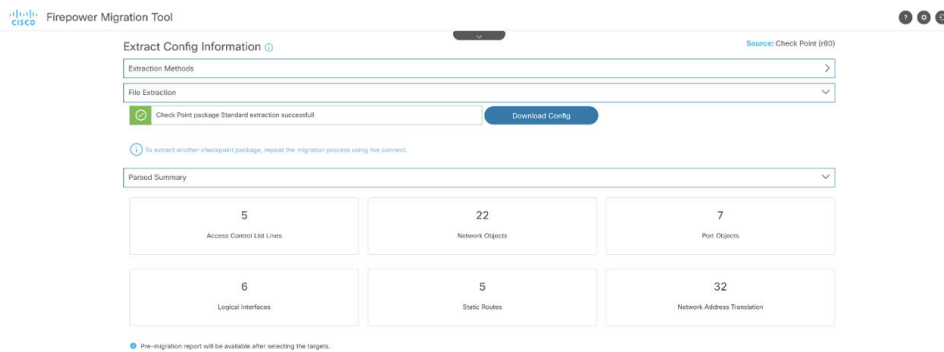 CISCO Firepower Migration Tool
Extract Config Information
Source: Check Point (r80)
Extraction Methods
File Extraction
Check Point package Standard extraction successfull
Download Config
To extract another checkpoint package, repeat the migration process using live connect.
Parsed Summary
5 22 7
Access Control List Lines Network Objects Port Objects
6 5 32
Logical Interfaces Static Routes Network Address Translation
Pre-migration report will be available after selecting the targets.